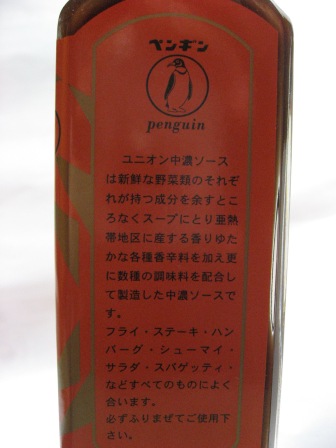 ペンギン
penguin
ユニオン中濃ソース
は新鮮な野菜類のそれぞ
れが持つ成分を余すとこ
ろなくスープにとり亜熱
帯地区に産する香りゆた
かな各種香辛料を加え更
に数種の調味料を配合し
て製造した中濃ソースで
す。
フライ・ステーキ・ハン
バーグ・シューマイ・
サラダ・スパゲッティ・
などすべてのものによく
合います。
必ずふりまぜてご使用下
さい。